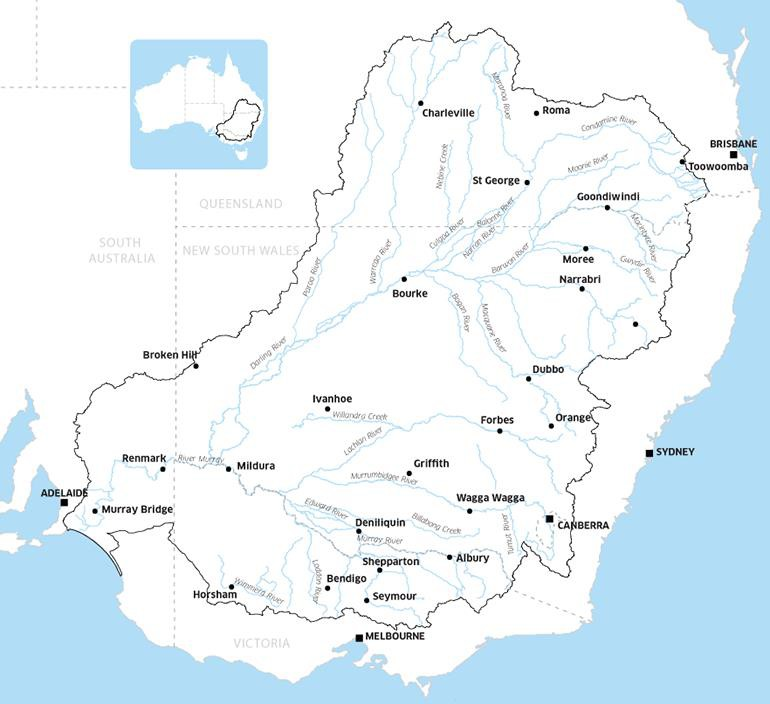 Maranoa River
Charleville
Roma
Condamine River
BRISBANE
Toowoomba
Moonie River
Nebine Creek
St George
Goondiwindi
QUEENSLAND
Culgoa River
Balonne River
Narran River
Macintyre River
SOUTH
AUSTRALIA
NEW SOUTH WALES
Warrego River
Barwon River
Moree
Gwydir River
Paroo River
Narrabri
Bourke
Bogan River
Macquarie River
Darling River
Broken Hill
Dubbo
Ivanhoe
Willandra Creek
Forbes
Orange
Lachlan River
SYDNEY
Renmark
River Murray
Mildura
Griffith
Murrumbidgee River
ADELAIDE
Murray Bridge
Wagga Wagga
Edward River
Billabong Creek
Deniliquin
Murray River
Tumut River
CANBERRA
Shepparton
Albury
Loddon River
Bendigo
Horsham
Wimmera River
Seymour
MELBOURNE
VICTORIA